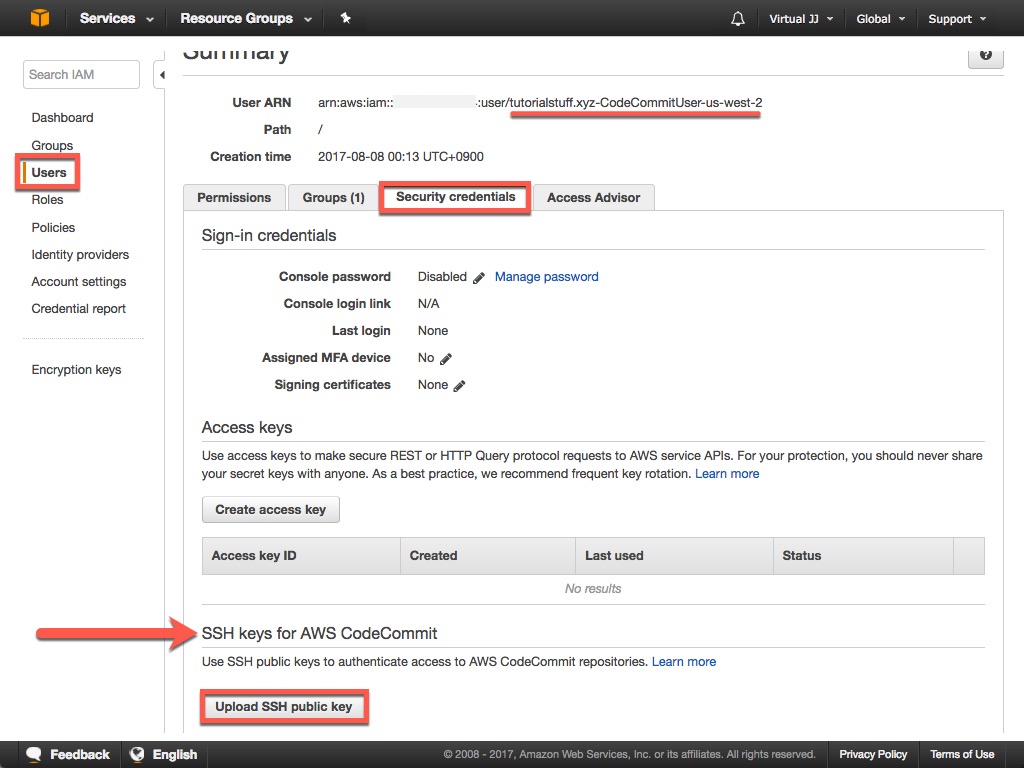 Services
Resource Groups
Virtual JJ
Global
Support
Search IAM
Dashboard
Groups
Users
Roles
Policies
Identity providers
Account settings
Credential report
Encryption keys
Summary
?
User ARN arn:aws:iam:: :user/tutorialstuff.xyz-CodeCommitUser-us-west-2
Path /
Creation time 2017-08-08 00:13 UTC+0900
Permissions
Groups (1)
Security credentials
Access Advisor
Sign-in credentials
Console password Disabled Manage password
Console login link N/A
Last login None
Assigned MFA device No
Signing certificates None
Access keys
Use access keys to make secure REST or HTTP Query protocol requests to AWS service APIs. For your protection, you should never share
your secret keys with anyone. As a best practice, we recommend frequent key rotation. Learn more
Create access key
Access key ID Created Last used Status
No results
SSH keys for AWS CodeCommit
Use SSH public keys to authenticate access to AWS CodeCommit repositories. Learn more
Upload SSH public key
Feedback
English
© 2008 - 2017, Amazon Web Services, Inc. or its affiliates. All rights reserved.
Privacy Policy
Terms of Use